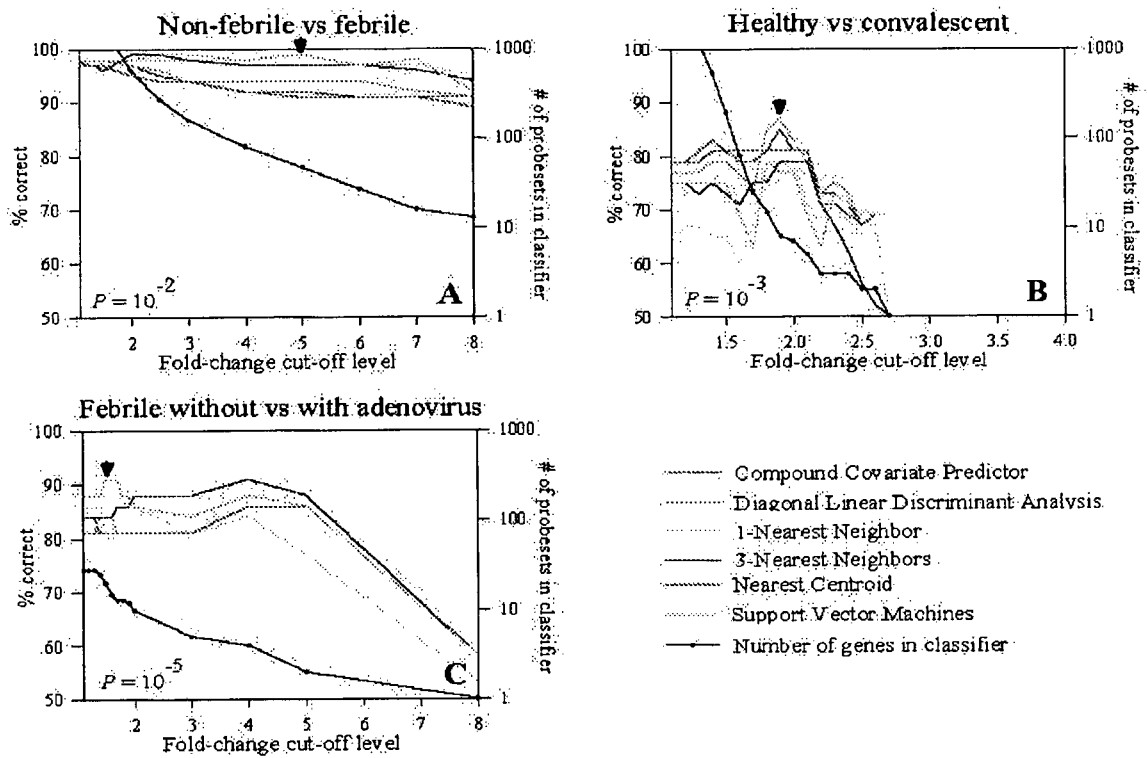 Non-febrile vs febrile
100
90
80
70
60
50
% correct
1000
100
10
1
# of probesets in classifier
P = 10^-2
A
2 3 4 5 6 7 8
Fold-change cut-off level
Healthy vs convalescent
100
90
80
70
60
50
% correct
1000
100
10
1
# of probesets in classifier
P = 10^-3
B
1.5 2.0 2.5 3.0 3.5 4.0
Fold-change cut-off level
Febrile without vs with adenovirus
100
90
80
70
60
50
% correct
1000
100
10
1
# of probesets in classifier
P = 10^-5
C
2 3 4 5 6 7 8
Fold-change cut-off level
Compound Covariate Predictor
Diagonal Linear Discriminant Analysis
1-Nearest Neighbor
3-Nearest Neighbors
Nearest Centroid
Support Vector Machines
Number of genes in classifier